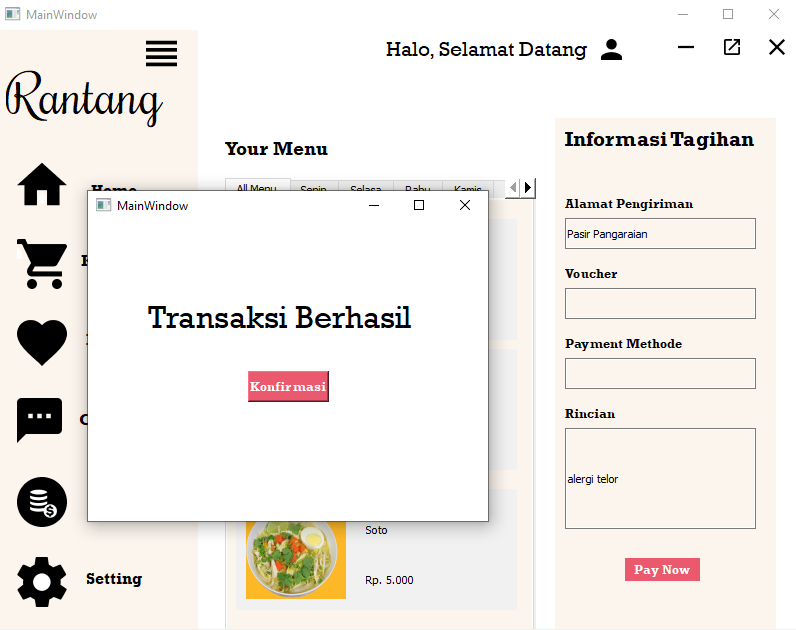 MainWindow
Halo, Selamat Datang
Rantang
Your Menu
Informasi Tagihan
All Menu
Senin
Selasa
Rabu
Kamis
Home
MainWindow
Alamat Pengiriman
Pasir Pangaraian
Voucher
Transaksi Berhasil
Payment Methode
Konfirmasi
Rincian
alergi telor
Soto
Rp. 5.000
Pay Now
Setting